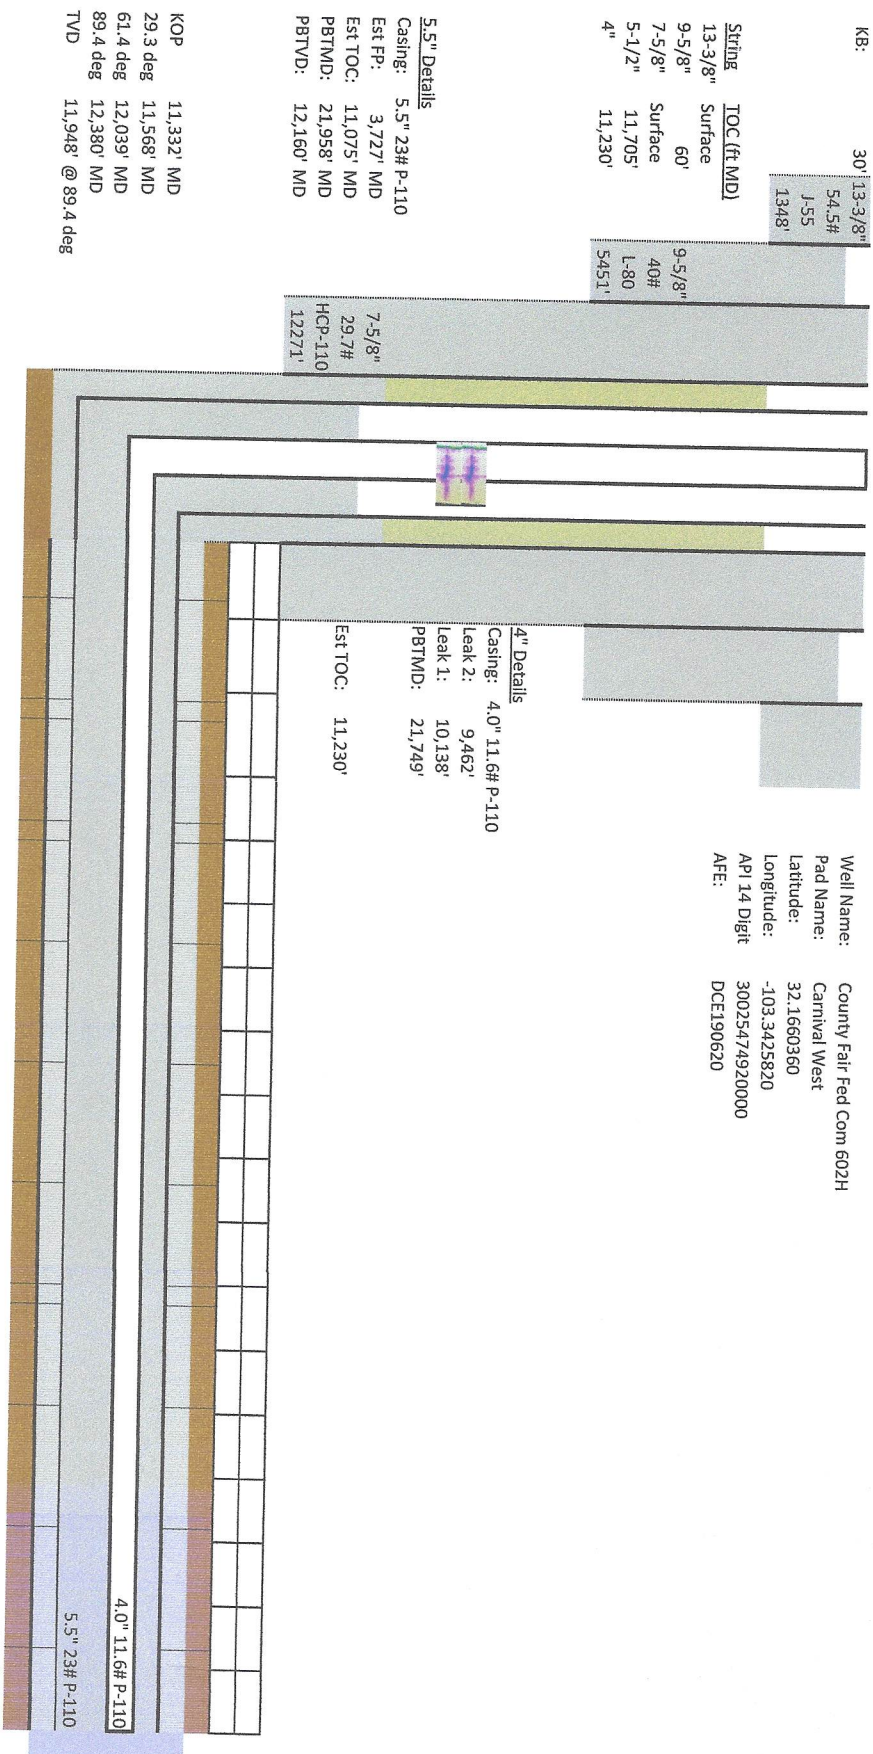 KB: 30'
13-3/8"
54.5#
J-55
1348'
String TOC (ft MD)
13-3/8" Surface
9-5/8" 60'
7-5/8" Surface
5-1/2" 11,705'
4" 11,230'
9-5/8"
40#
L-80
5451'
5.5" Details
Casing: 5.5" 23# P-110
Est FP: 3,727' MD
Est TOC: 11,075' MD
PBTMD: 21,958' MD
PBTVD: 12,160' MD
7-5/8"
29.7#
HCP-110
12271'
KOP 11,332' MD
29.3 deg 11,568' MD
61.4 deg 12,039' MD
89.4 deg 12,380' MD
TVD 11,948' @ 89.4 deg
4" Details
Casing: 4.0" 11.6# P-110
Leak 2: 9,462'
Leak 1: 10,138'
PBTMD: 21,749'
Est TOC: 11,230'
Well Name: County Fair Fed Com 602H
Pad Name: Carnival West
Latitude: 32.1660360
Longitude: -103.3425820
API 14 Digit 30025474920000
AFE: DCE190620
4.0" 11.6# P-110
5.5" 23# P-110